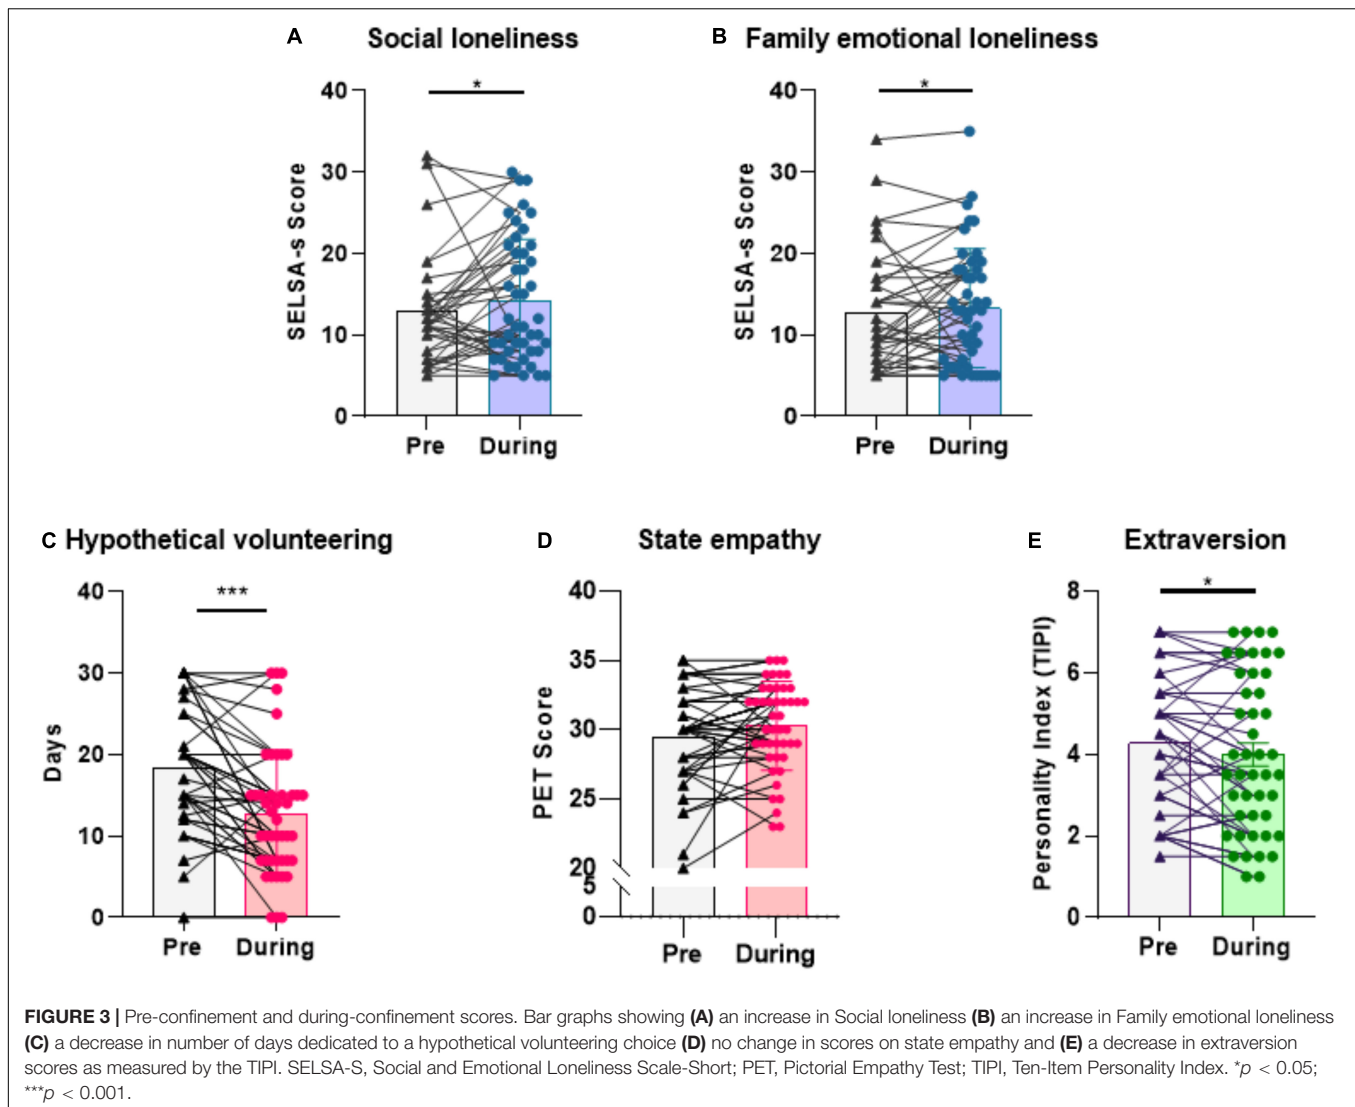 A Social loneliness
B Family emotional loneliness
SELSA-s Score
40
30
20
10
0
*
Pre During
SELSA-s Score
40
30
20
10
0
*
Pre During
C Hypothetical volunteering
D State empathy
E Extraversion
Days
40
30
20
10
0
***
Pre During
PET Score
40
35
30
25
20
5
0
Pre During
Personality Index (TIPI)
8
6
4
2
0
*
Pre During
FIGURE 3 | Pre-confinement and during-confinement scores. Bar graphs showing (A) an increase in Social loneliness (B) an increase in Family emotional loneliness
(C) a decrease in number of days dedicated to a hypothetical volunteering choice (D) no change in scores on state empathy and (E) a decrease in extraversion
scores as measured by the TIPI. SELSA-S, Social and Emotional Loneliness Scale-Short; PET, Pictorial Empathy Test; TIPI, Ten-Item Personality Index. *p < 0.05;
***p < 0.001.